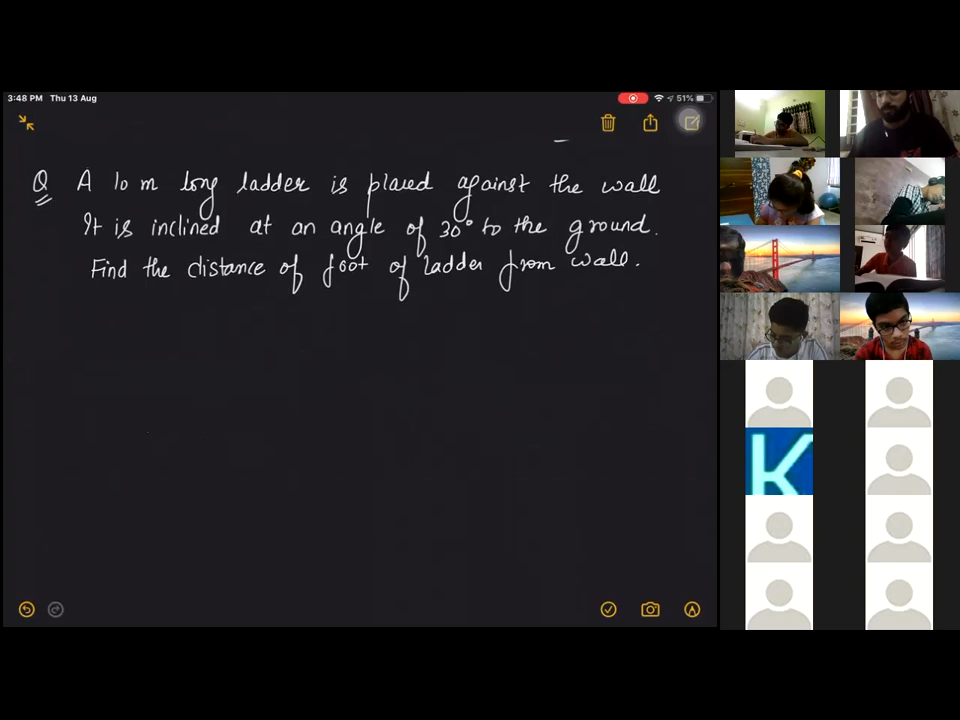 3:48 PM Thu 13 Aug
51%
Q A 10 m long ladder is placed against the wall
It is inclined at an angle of 30° to the ground.
Find the distance of foot of ladder from wall.
K